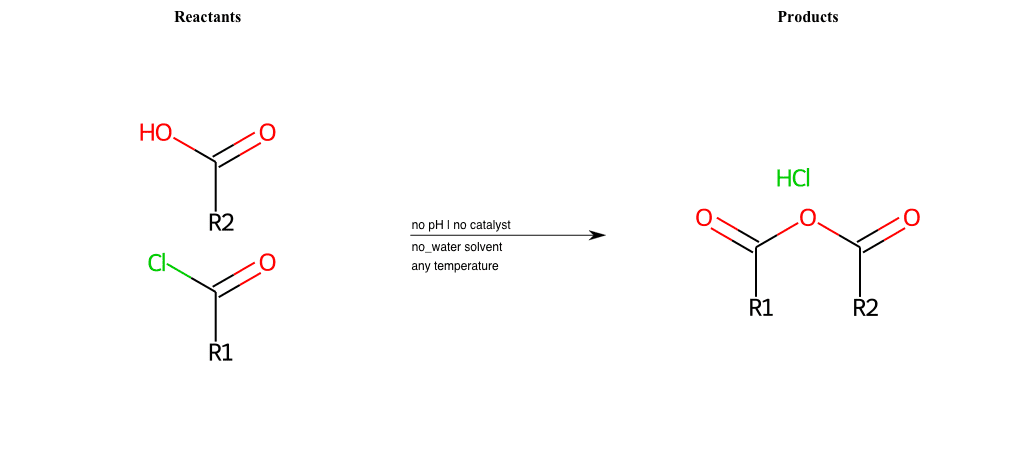 Reactants
Products
HO
O
R2
Cl
O
R1
no pH | no catalyst
no_water solvent
any temperature
HCl
O
O
O
R1
R2